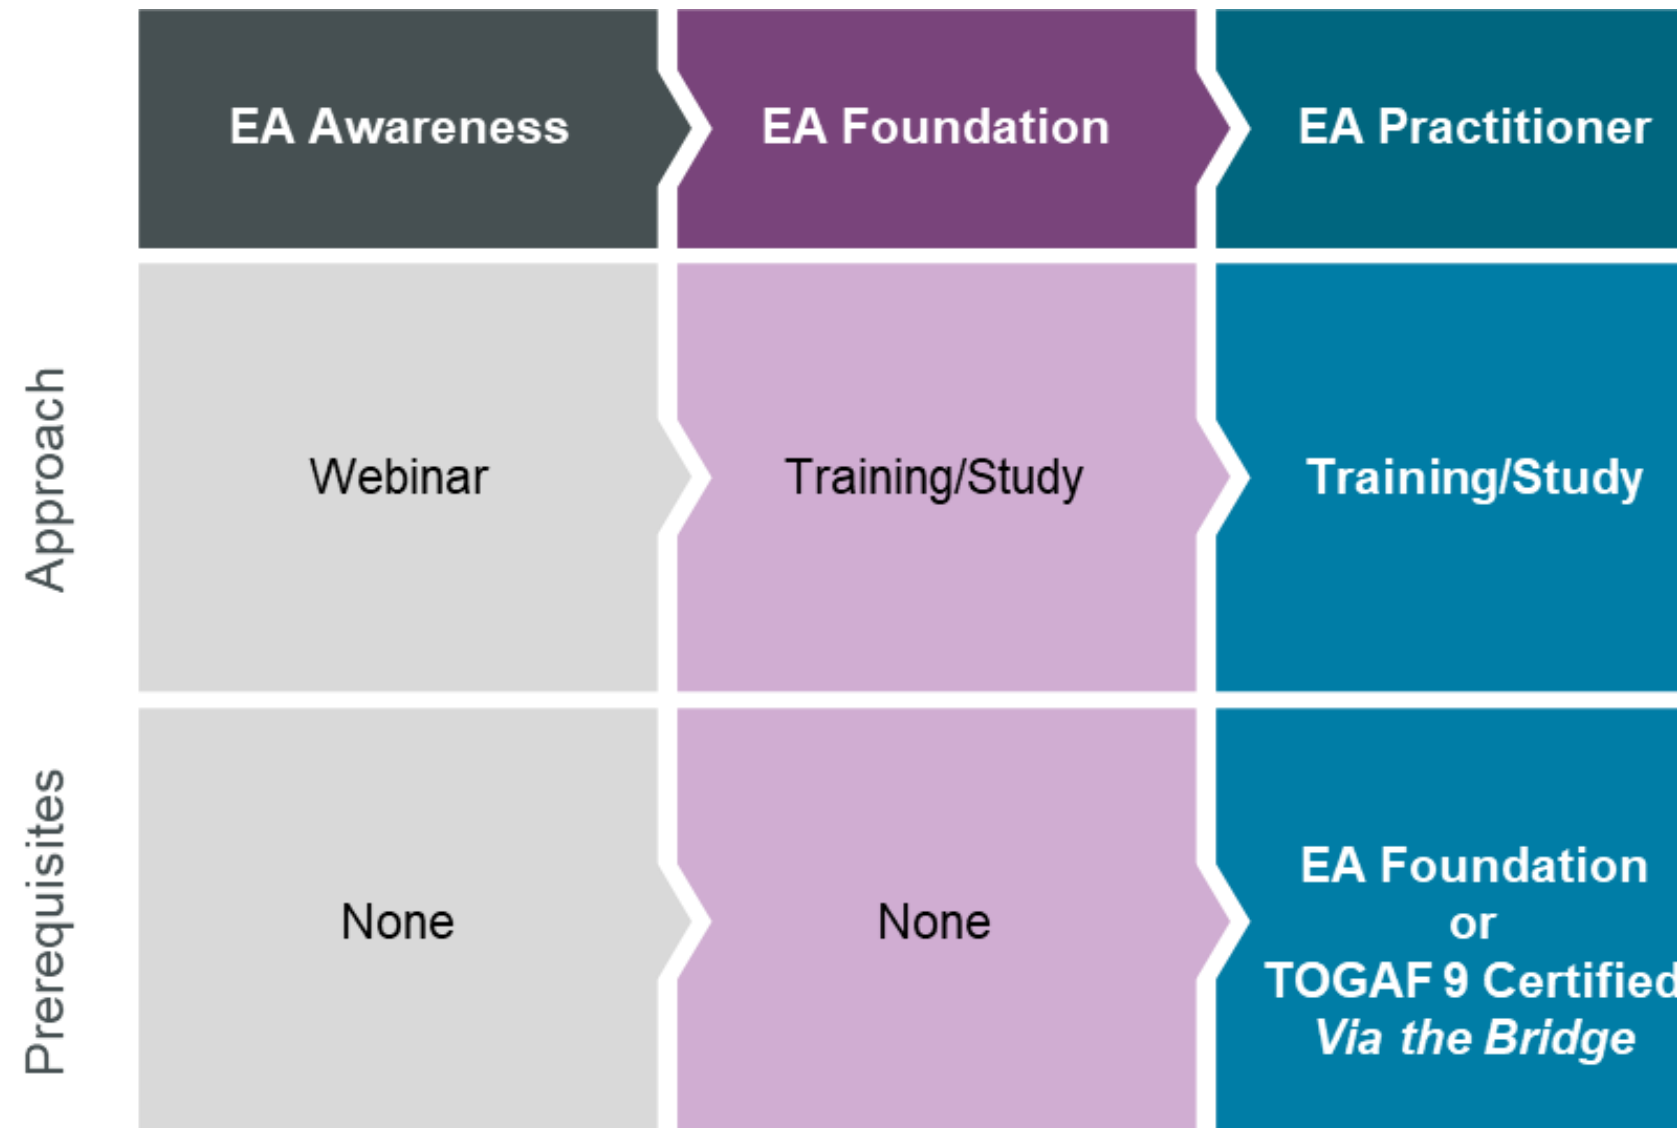 EA Awareness
EA Foundation
EA Practitioner
Approach
Webinar
Training/Study
Training/Study
Prerequisites
None
None
EA Foundation
or
TOGAF 9 Certified
Via the Bridge